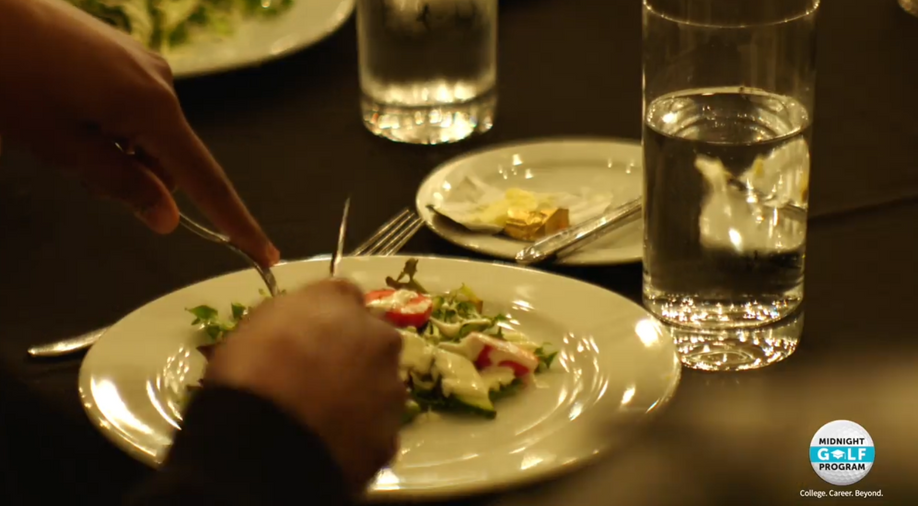 MIDNIGHT
GOLF
PROGRAM
College. Career. Beyond.